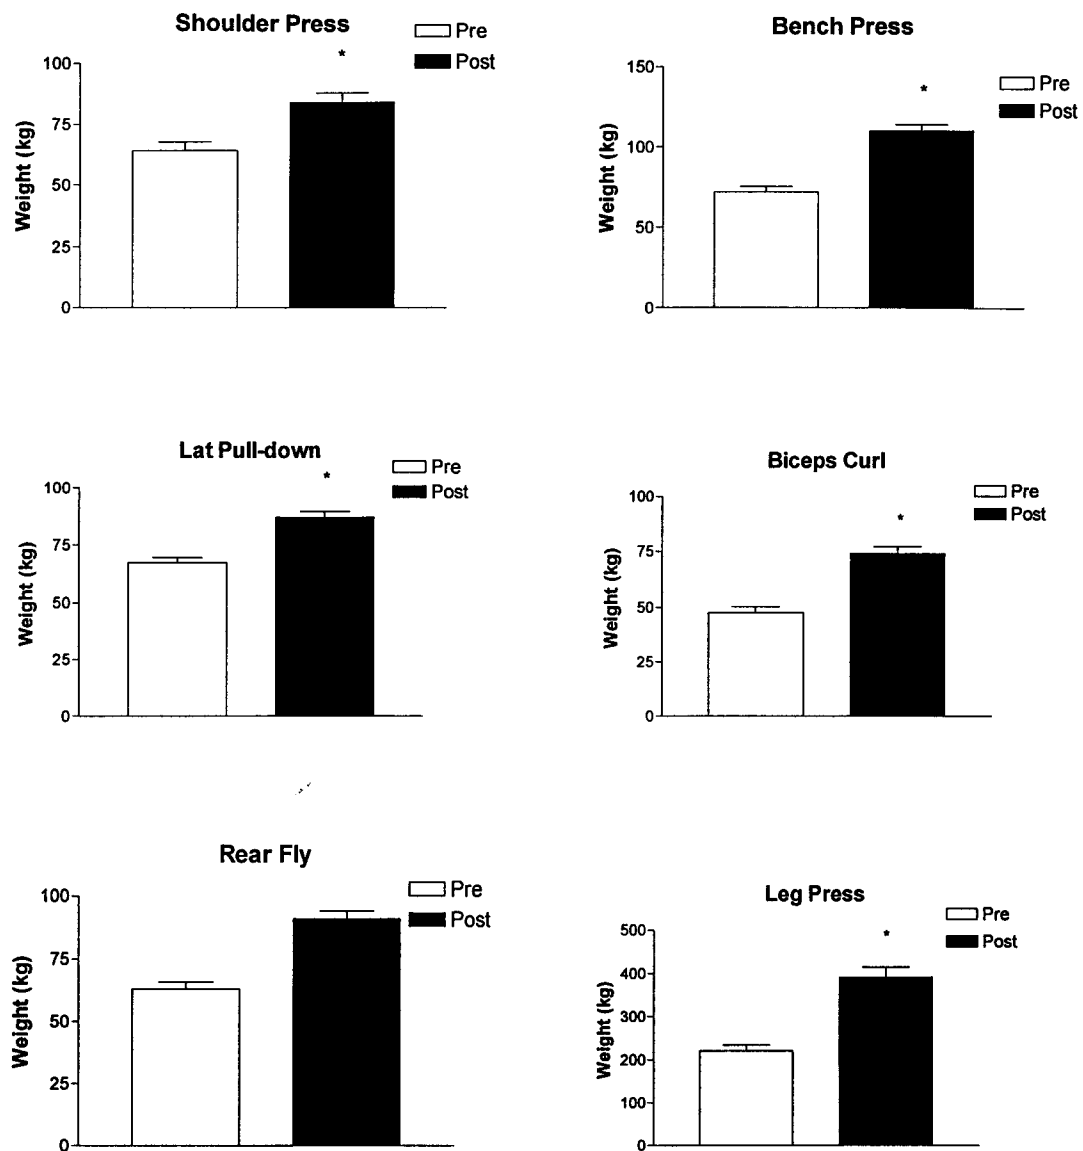 Shoulder Press
Pre
Post
*
100
75
50
25
0
Weight (kg)
Bench Press
Pre
Post
*
150
100
50
0
Weight (kg)
Lat Pull-down
Pre
Post
*
100
75
50
25
0
Weight (kg)
Biceps Curl
Pre
Post
*
100
75
50
25
0
Weight (kg)
Rear Fly
Pre
Post
100
75
50
25
0
Weight (kg)
Leg Press
Pre
Post
*
500
400
300
200
100
0
Weight (kg)